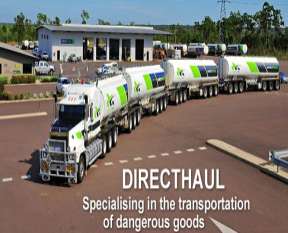 DIRECTHAUL
Specialising in the transportation
of dangerous goods